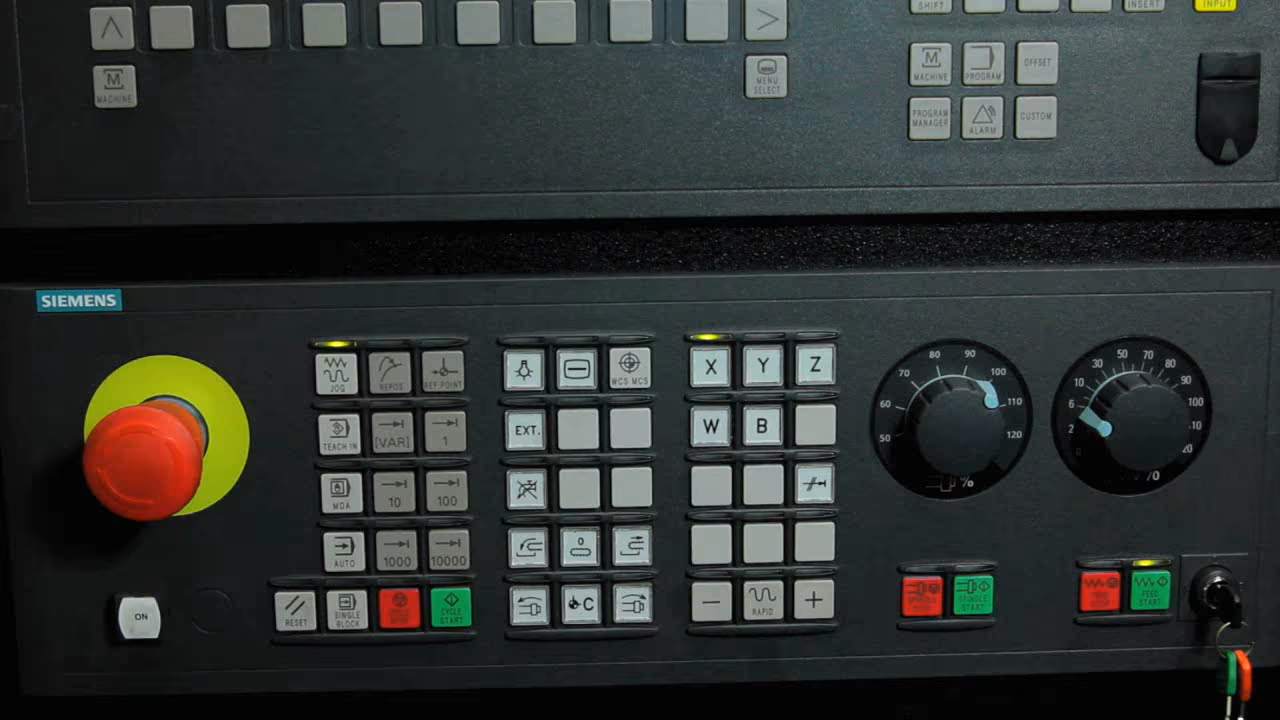 SHIFT
INSERT
INPUT
>
M
MACHINE
MENU
SELECT
M
MACHINE
PROGRAM
OFFSET
PROGRAM
MANAGER
ALARM
CUSTOM
SIEMENS
JOG
REPOS
REF POINT
WCS MCS
X
Y
Z
TEACH IN
[VAR]
1
EXT.
W
B
MDA
10
100
AUTO
1000
10000
0
RESET
SINGLE
BLOCK
CYCLE
START
C
−
RAPID
+
ON
50
60
70
80
90
100
110
120
%
SPINDLE
START
2
6
10
30
50
70
80
90
100
FEED
START